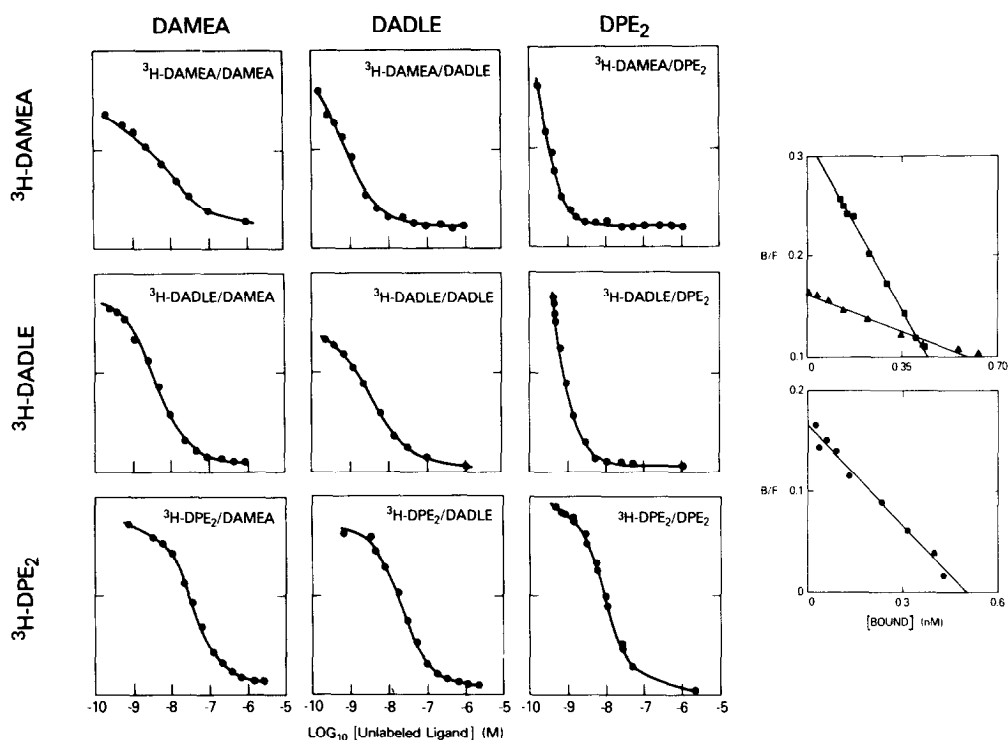 DAMEA DADLE DPE₂
³H-DAMEA
³H-DAMEA/DAMEA ³H-DAMEA/DADLE ³H-DAMEA/DPE₂
³H-DADLE
³H-DADLE/DAMEA ³H-DADLE/DADLE ³H-DADLE/DPE₂
³H-DPE₂
³H-DPE₂/DAMEA ³H-DPE₂/DADLE ³H-DPE₂/DPE₂
-10 -9 -8 -7 -6 -5 -10 -9 -8 -7 -6 -5 -10 -9 -8 -7 -6 -5
LOG₁₀ [Unlabeled Ligand] (M)
0.3
B/F 0.2
0.1
0 0.35 0.70
0.2
B/F 0.1
0
0 0.3 0.6
[BOUND] (nM)